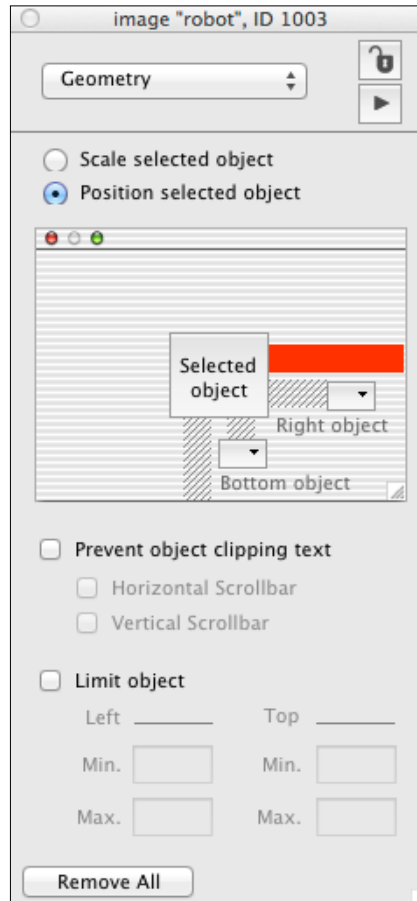 image "robot", ID 1003
Geometry
Scale selected object
Position selected object
Selected
object
Right object
Bottom object
Prevent object clipping text
Horizontal Scrollbar
Vertical Scrollbar
Limit object
Left Top
Min. Min.
Max. Max.
Remove All